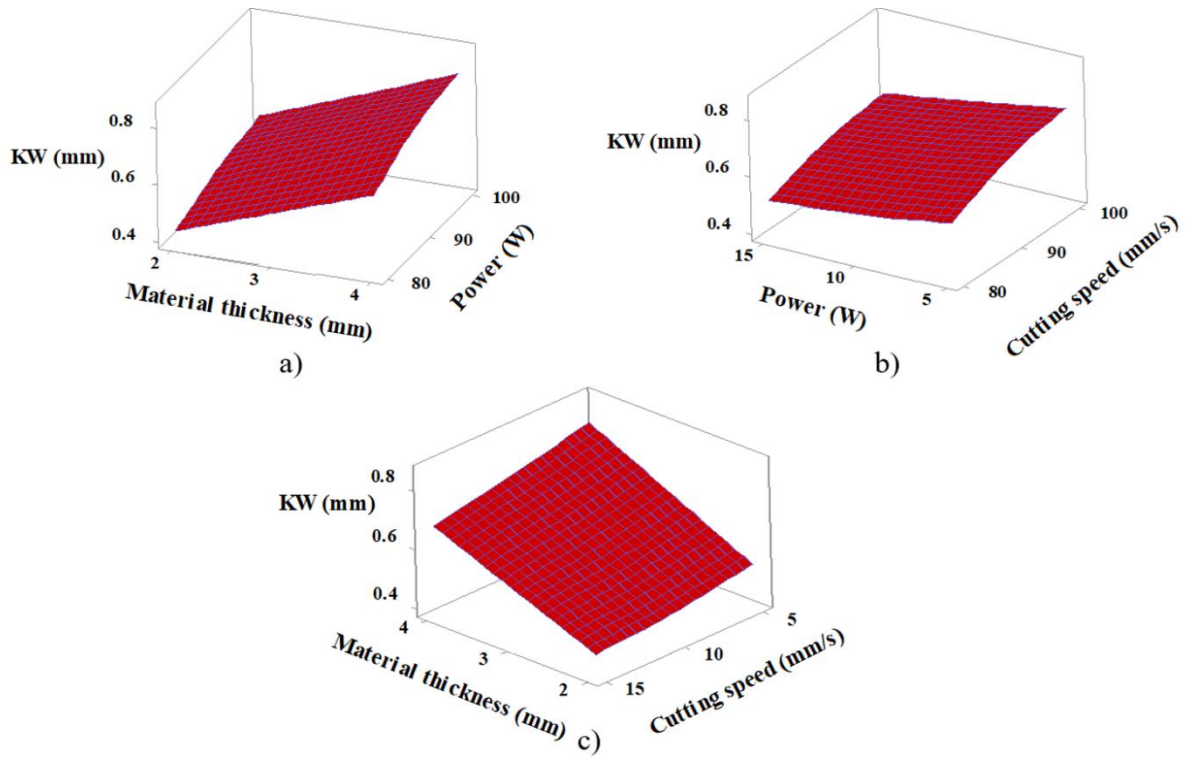 0.8
KW (mm)
0.6
0.4
2
3
4
Material thickness (mm)
80
90
100
Power (W)
a)
0.8
KW (mm)
0.6
0.4
15
10
5
Power (W)
80
90
100
Cutting speed (mm/s)
b)
0.8
KW (mm)
0.6
0.4
4
3
2
Material thickness (mm)
15
10
5
Cutting speed (mm/s)
c)